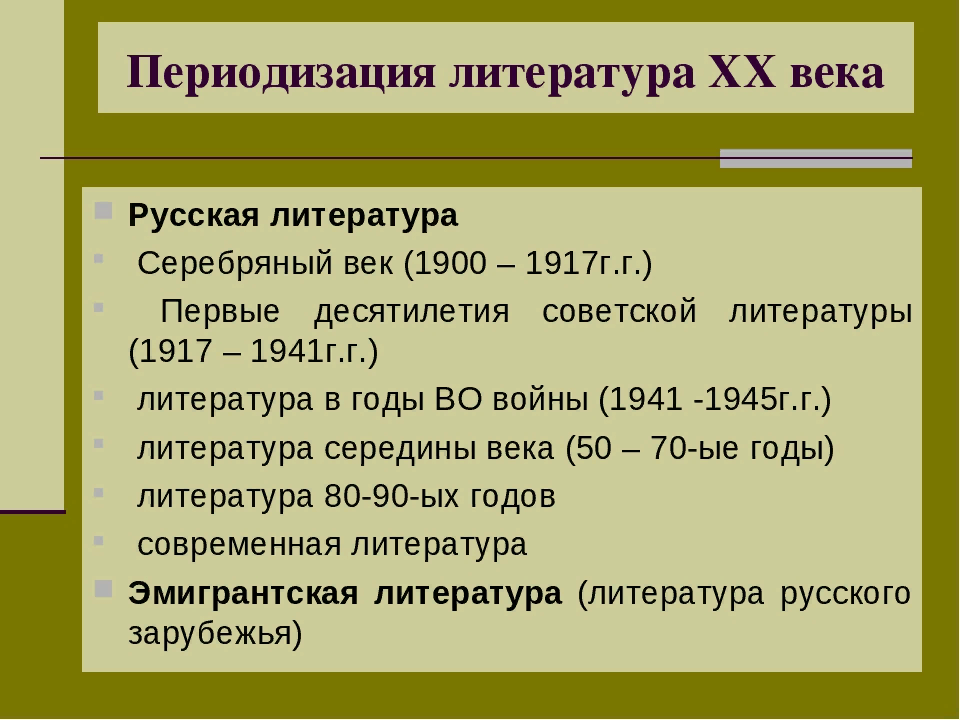 Периодизация литература XX века
Русская литература
Серебряный век (1900 – 1917г.г.)
Первые десятилетия советской литературы
(1917 – 1941г.г.)
литература в годы ВО войны (1941 -1945г.г.)
литература середины века (50 – 70-ые годы)
литература 80-90-ых годов
современная литература
Эмигрантская литература (литература русского
зарубежья)